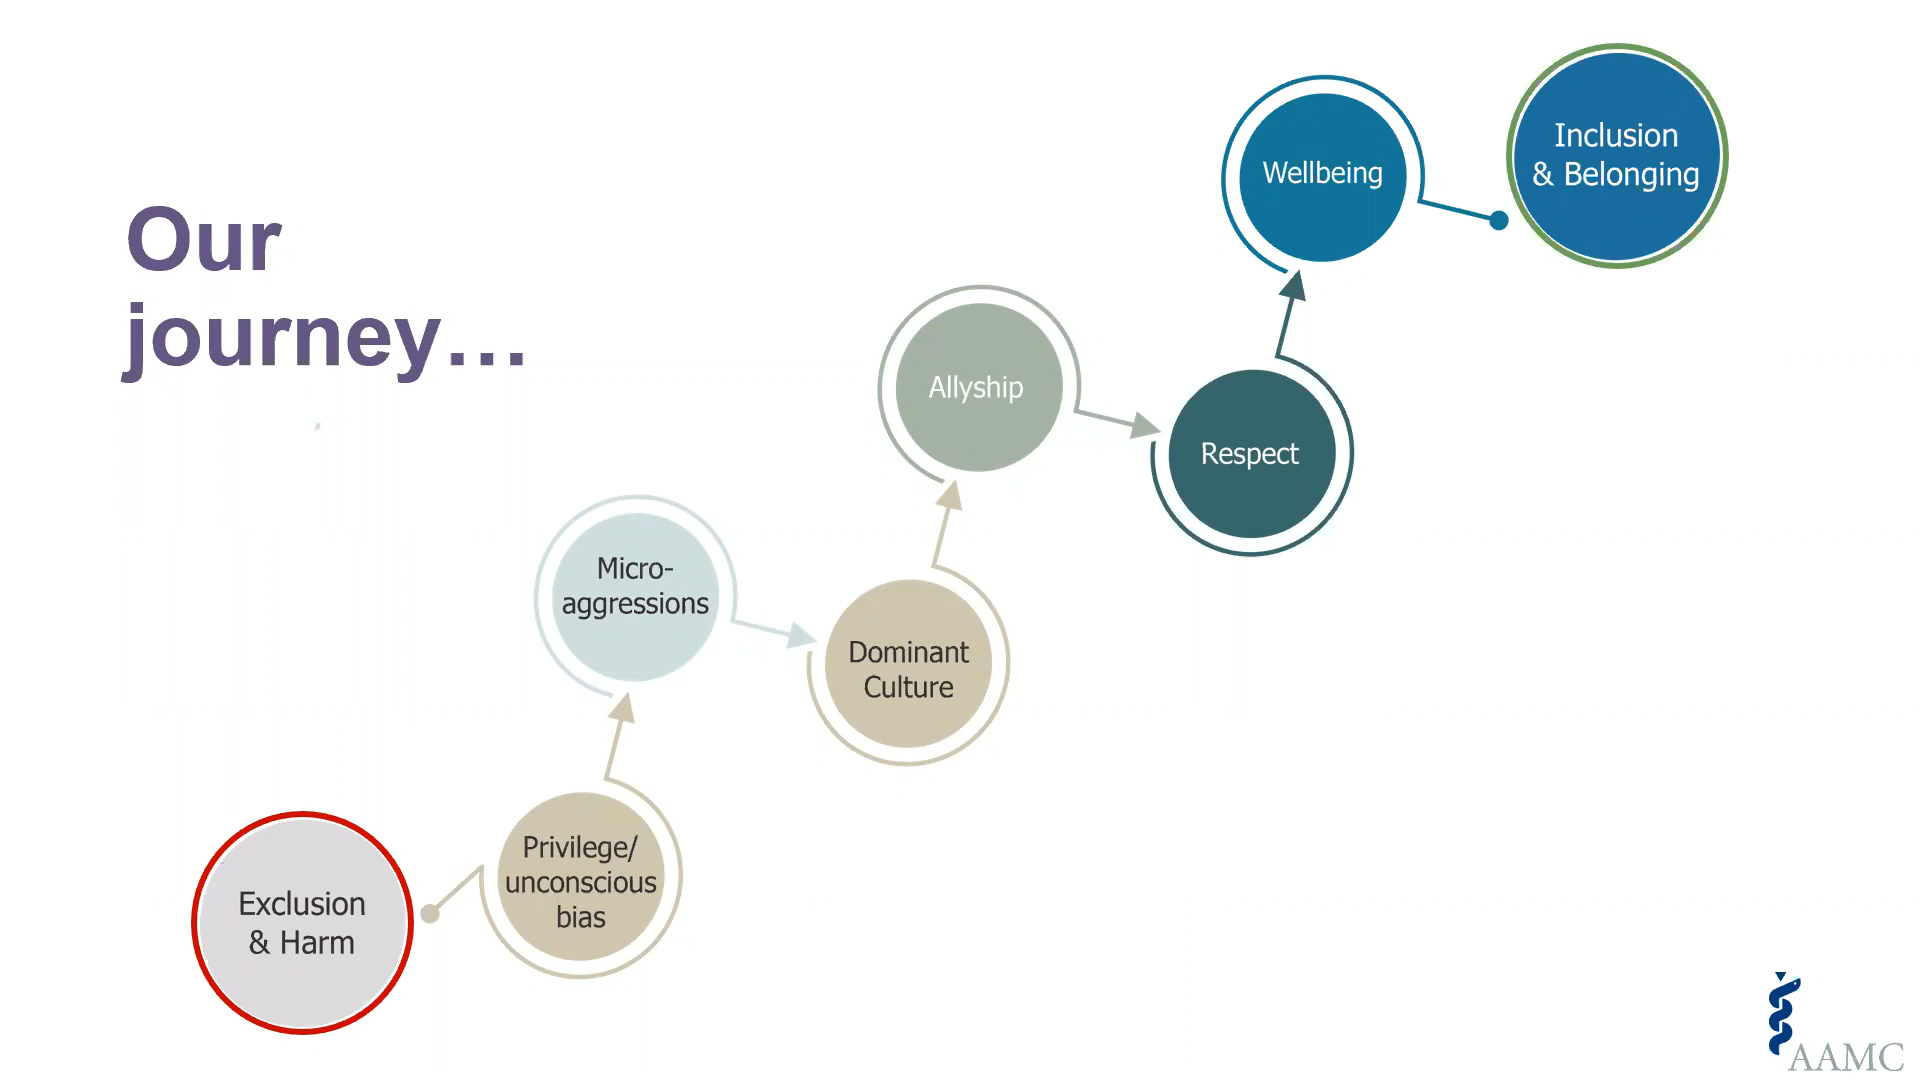 Our
journey…
Inclusion
& Belonging
Wellbeing
Allyship
Respect
Micro-
aggressions
Dominant
Culture
Privilege/
unconscious
bias
Exclusion
& Harm
AAMC